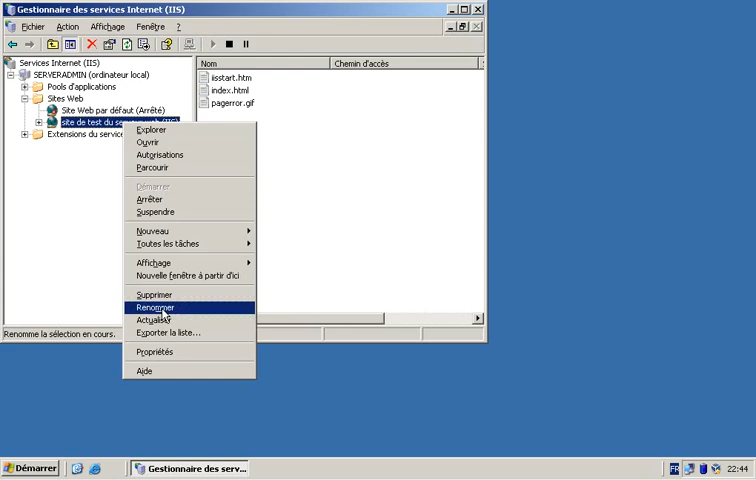 Gestionnaire des services Internet (IIS)
Fichier Action Affichage Fenêtre ?
Services Internet (IIS)
SERVERADMIN (ordinateur local)
Pools d'applications
Sites Web
Site Web par défaut (Arrêté)
site de test du serveur web (IIS)
Extensions du service
Nom Chemin d'accès
iisstart.htm
index.html
pagerror.gif
Explorer
Ouvrir
Autorisations
Parcourir
Démarrer
Arrêter
Suspendre
Nouveau
Toutes les tâches
Affichage
Nouvelle fenêtre à partir d'ici
Supprimer
Renommer
Actualiser
Exporter la liste...
Propriétés
Aide
Renomme la sélection en cours.
Démarrer
Gestionnaire des serv...
FR
22:44